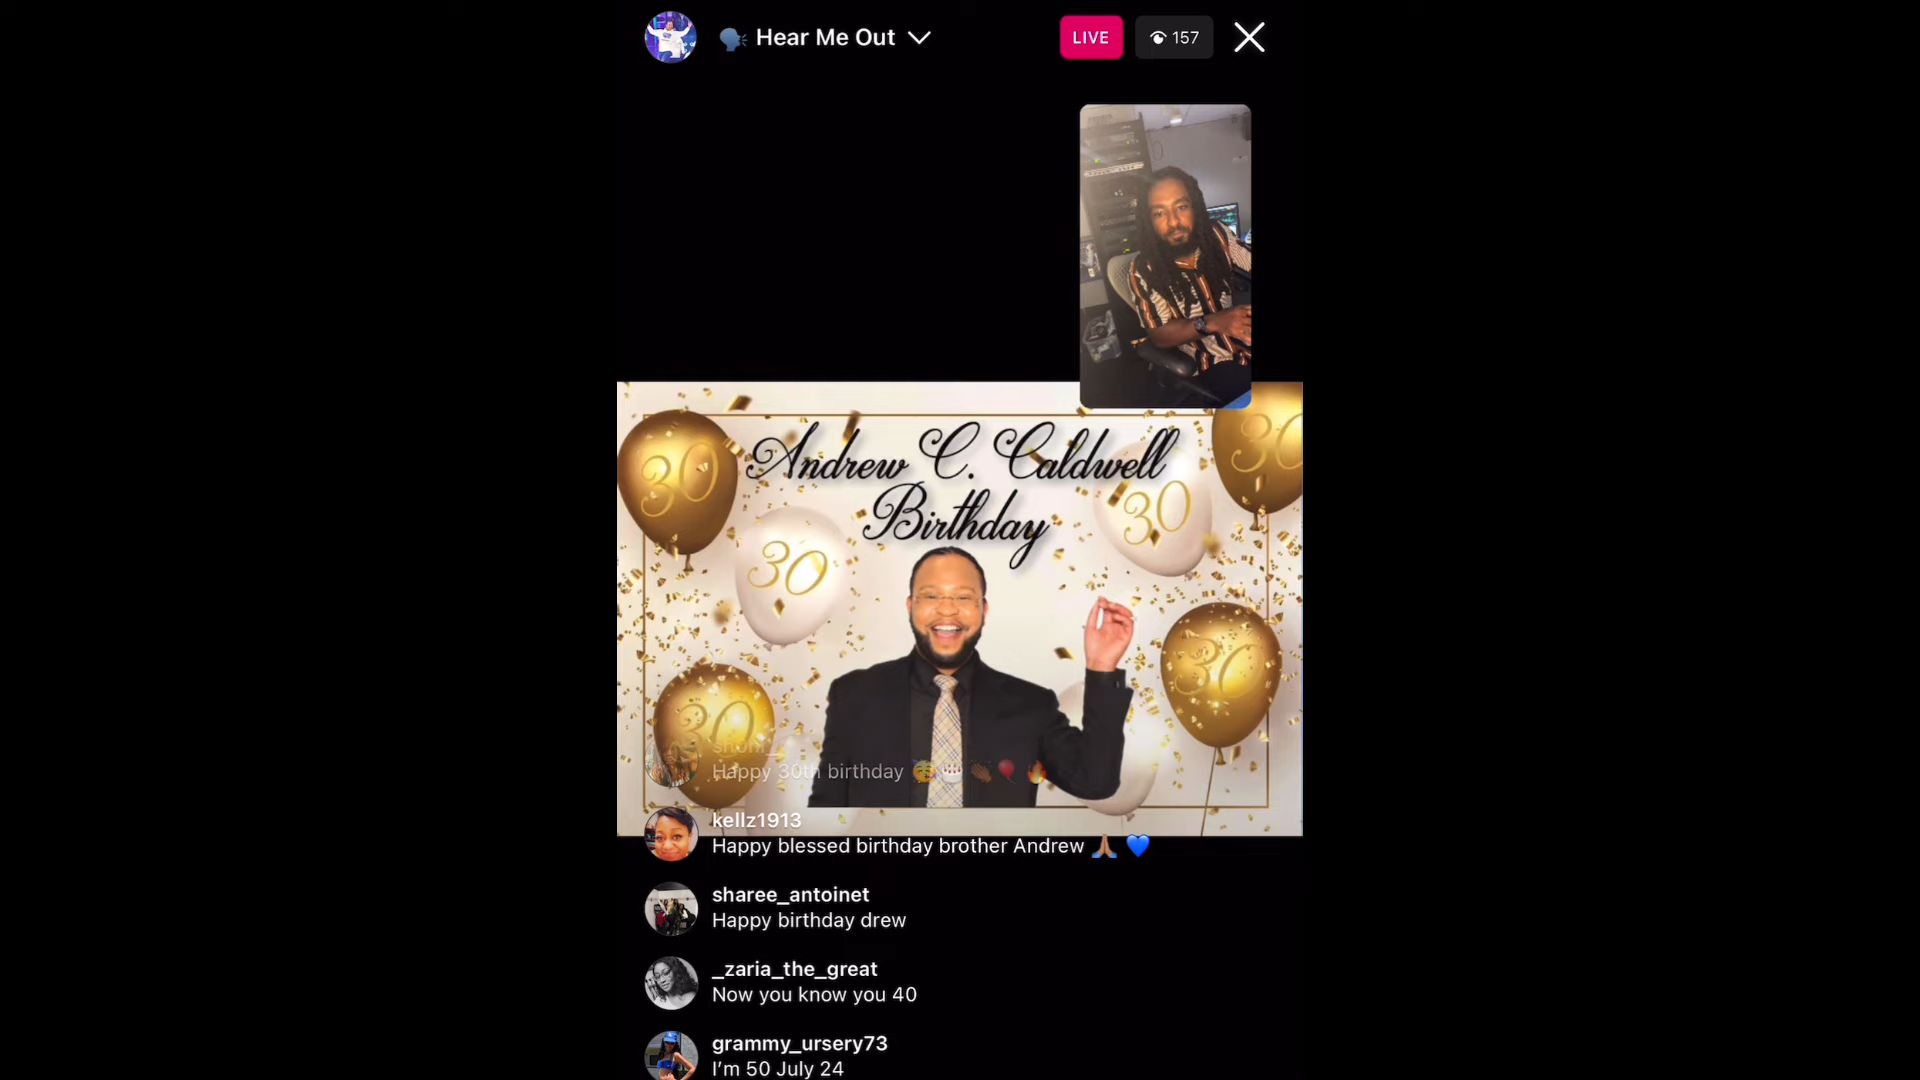 Hear Me Out
LIVE
157
Andrew C. Caldwell
Birthday
30
30
30
30
30
30
Happy 30th birthday
kellz1913
Happy blessed birthday brother Andrew
sharee_antoinet
Happy birthday drew
_zaria_the_great
Now you know you 40
grammy_ursery73
I’m 50 July 24